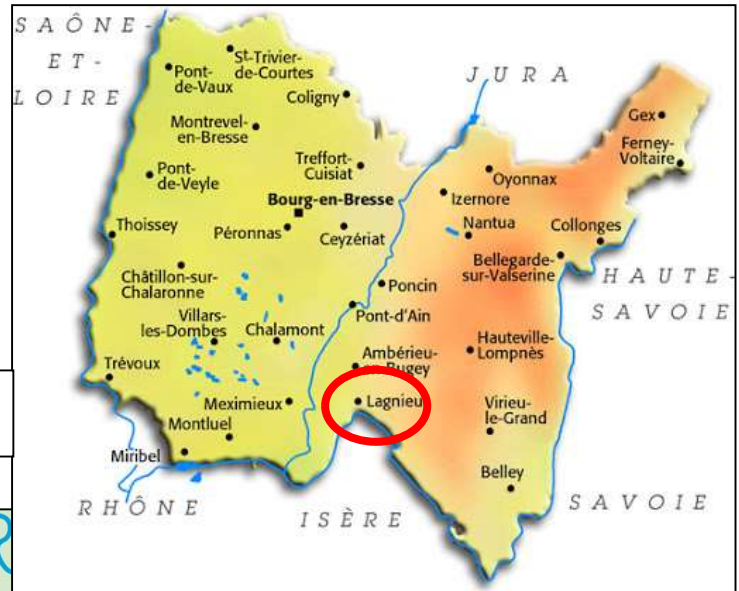 SAÔNE-
ET-
LOIRE
JURA
St-Trivier-
de-Courtes
Pont-
de-Vaux
Coligny
Gex
Montrevel-
en-Bresse
Ferney-
Voltaire
Treffort-
Cuisiat
Pont-
de-Veyle
Oyonnax
Izernore
Bourg-en-Bresse
Nantua
Collonges
Thoissey
Péronnas
Ceyzériat
Bellegarde-
sur-Valserine
Châtillon-sur-
Chalaronne
HAUTE-
SAVOIE
Poncin
Pont-d'Ain
Villars-
les-Dombes
Chalamont
Hauteville-
Lompnès
Ambérieu-
en-Bugey
Trévoux
Lagnieu
Meximieux
Virieu-
le-Grand
Montluel
Miribel
Belley
RHÔNE
ISÈRE
SAVOIE